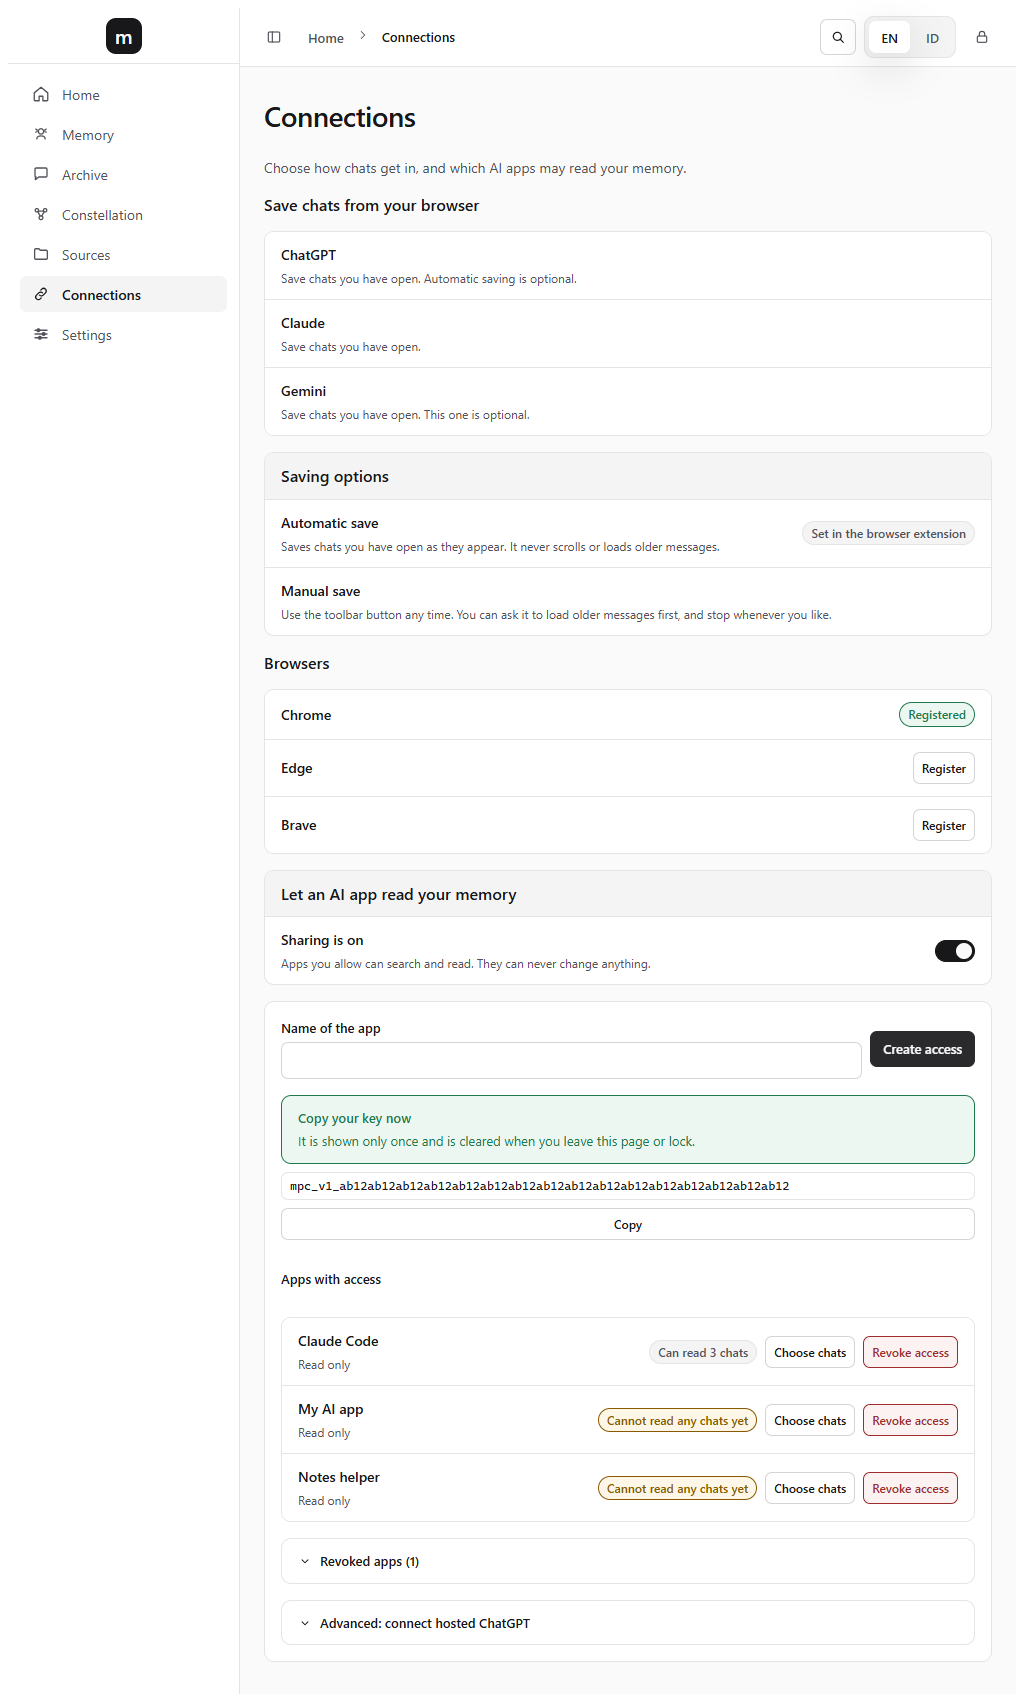 m
Home
Connections
EN
ID
Home
Memory
Archive
Constellation
Sources
Connections
Settings
Connections
Choose how chats get in, and which AI apps may read your memory.
Save chats from your browser
ChatGPT
Save chats you have open. Automatic saving is optional.
Claude
Save chats you have open.
Gemini
Save chats you have open. This one is optional.
Saving options
Automatic save
Saves chats you have open as they appear. It never scrolls or loads older messages.
Set in the browser extension
Manual save
Use the toolbar button any time. You can ask it to load older messages first, and stop whenever you like.
Browsers
Chrome
Registered
Edge
Register
Brave
Register
Let an AI app read your memory
Sharing is on
Apps you allow can search and read. They can never change anything.
Name of the app
Create access
Copy your key now
It is shown only once and is cleared when you leave this page or lock.
mpc_v1_ab12ab12ab12ab12ab12ab12ab12ab12ab12ab12ab12ab12ab12ab12ab12ab12
Copy
Apps with access
Claude Code
Read only
Can read 3 chats
Choose chats
Revoke access
My AI app
Read only
Cannot read any chats yet
Choose chats
Revoke access
Notes helper
Read only
Cannot read any chats yet
Choose chats
Revoke access
Revoked apps (1)
Advanced: connect hosted ChatGPT